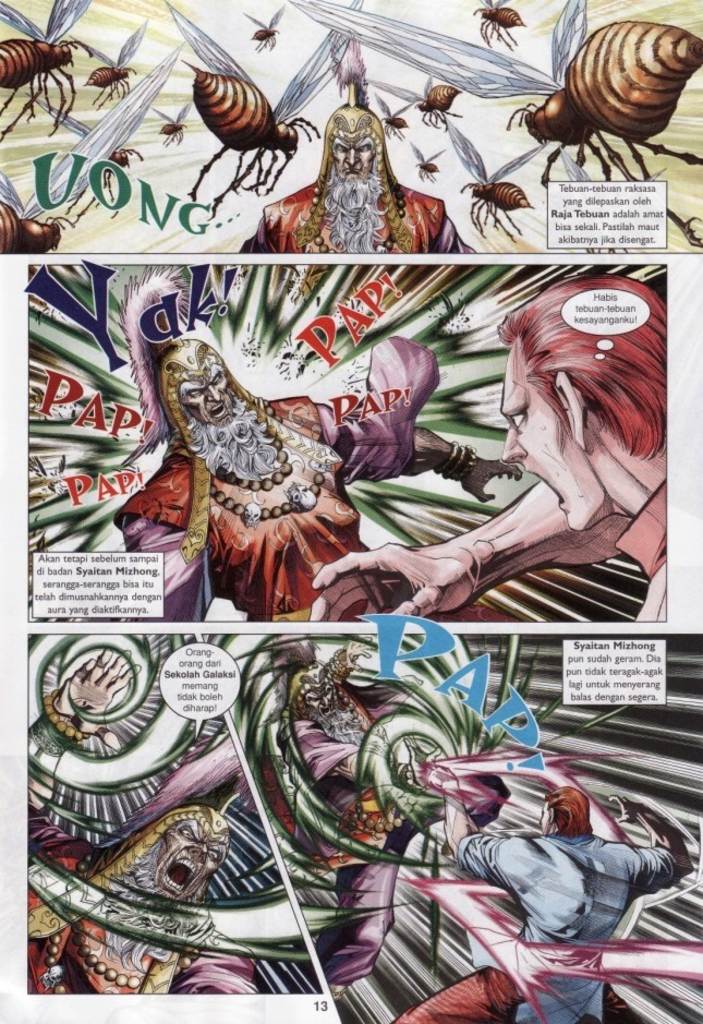 UONG...
Tebuan-tebuan raksasa
yang dilepaskan oleh
Raja Tebuan adalah amat
bisa sekali. Pastilah maut
akibatnya jika disengat.
Yak!
PAP!
PAP!
PAP!
PAP!
Habis
tebuan-tebuan
kesayanganku!
Akan tetapi sebelum sampai
di badan Syaitan Mizhong,
serangga-serangga bisa itu
telah dimusnahkannya dengan
aura yang diaktifkannya.
Orang-
orang dari
Sekolah Galaksi
memang
tidak boleh
diharap!
PAP!
Syaitan Mizhong
pun sudah geram. Dia
pun tidak teragak-agak
lagi untuk menyerang
balas dengan segera.
13